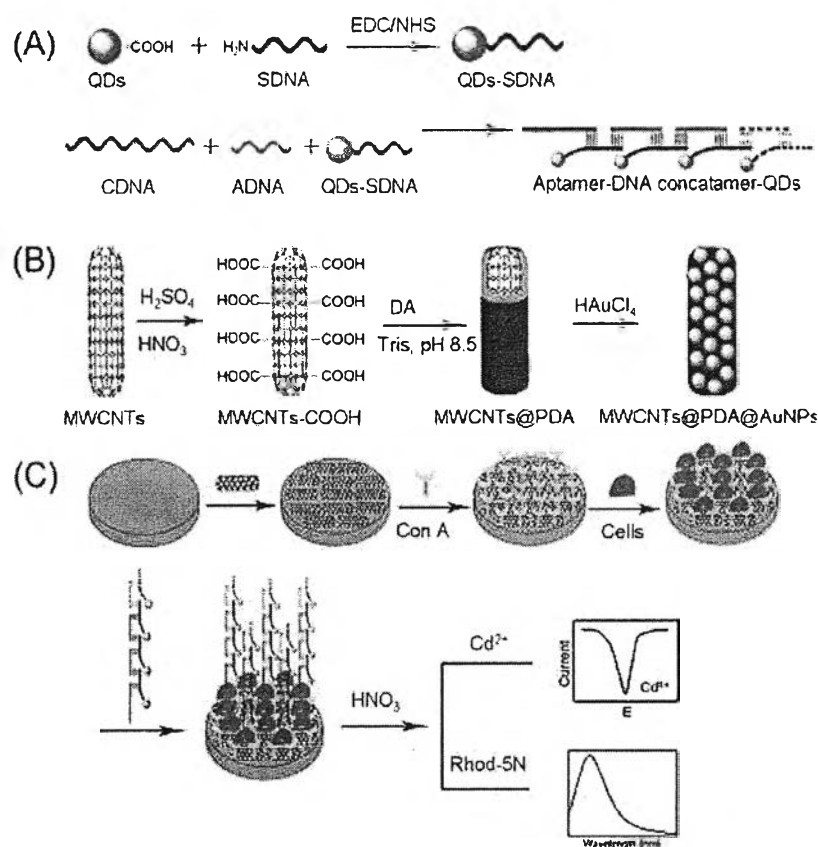 (A)
COOH + H₂N
EDC/NHS
QDs SDNA QDs-SDNA
+ +
CDNA ADNA QDs-SDNA Aptamer-DNA concatamer-QDs
(B)
H₂SO₄
HNO₃
HOOC COOH
HOOC COOH
HOOC COOH
HOOC COOH
DA
Tris, pH 8.5
HAuCl₄
MWCNTs MWCNTs-COOH MWCNTs@PDA MWCNTs@PDA@AuNPs
(C)
Con A
Cells
HNO₃
Cd²⁺
Current
Cd²⁺
E
Rhod-5N
Wavelength